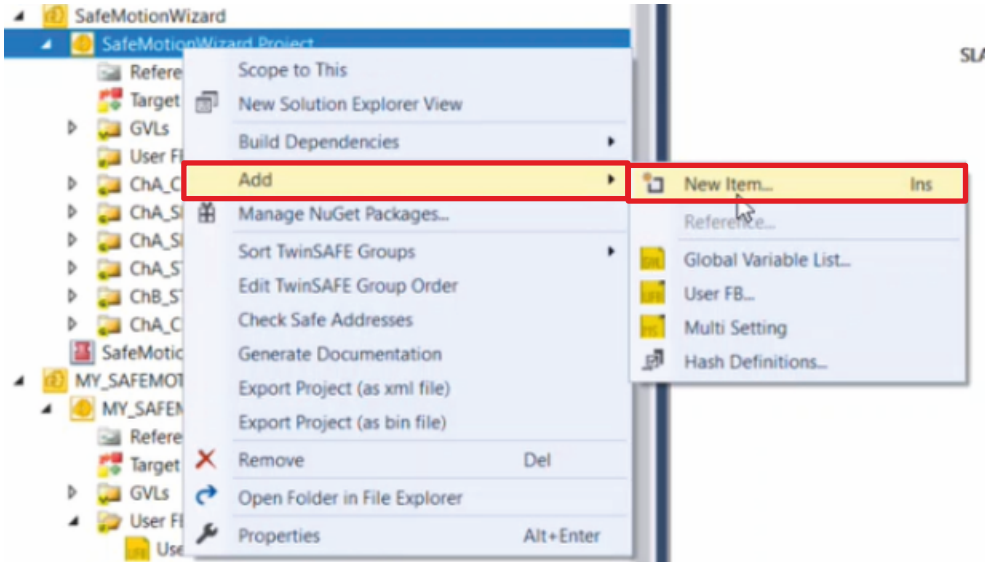 SafeMotionWizard
SafeMotionWizard Project
Refere
Target
GVLs
User F
ChA_C
ChA_S
ChA_S
ChA_S
ChB_S
ChA_C
SafeMotic
MY_SAFEMOT
MY_SAFEM
Refere
Target
GVLs
User F
Use
Scope to This
New Solution Explorer View
Build Dependencies
Add
Manage NuGet Packages...
Sort TwinSAFE Groups
Edit TwinSAFE Group Order
Check Safe Addresses
Generate Documentation
Export Project (as xml file)
Export Project (as bin file)
Remove Del
Open Folder in File Explorer
Properties Alt+Enter
New Item... Ins
Reference...
Global Variable List...
User FB...
Multi Setting
Hash Definitions...
SLA